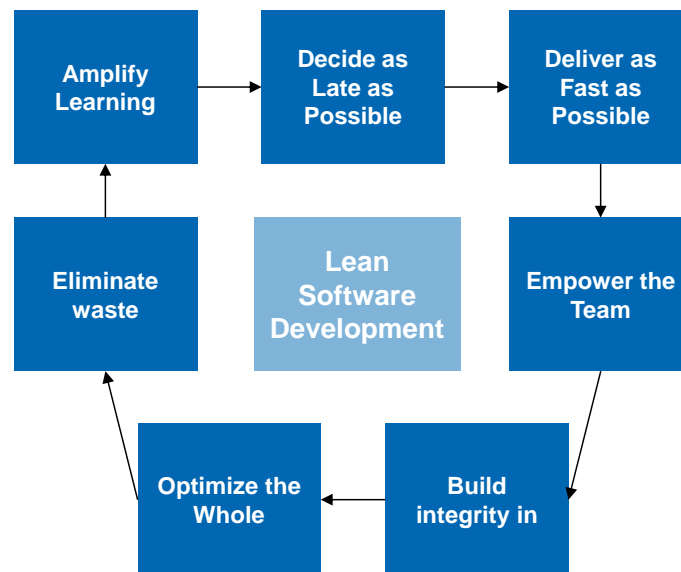 Amplify
Learning
Decide as
Late as
Possible
Deliver as
Fast as
Possible
Eliminate
waste
Lean
Software
Development
Empower the
Team
Optimize the
Whole
Build
integrity in